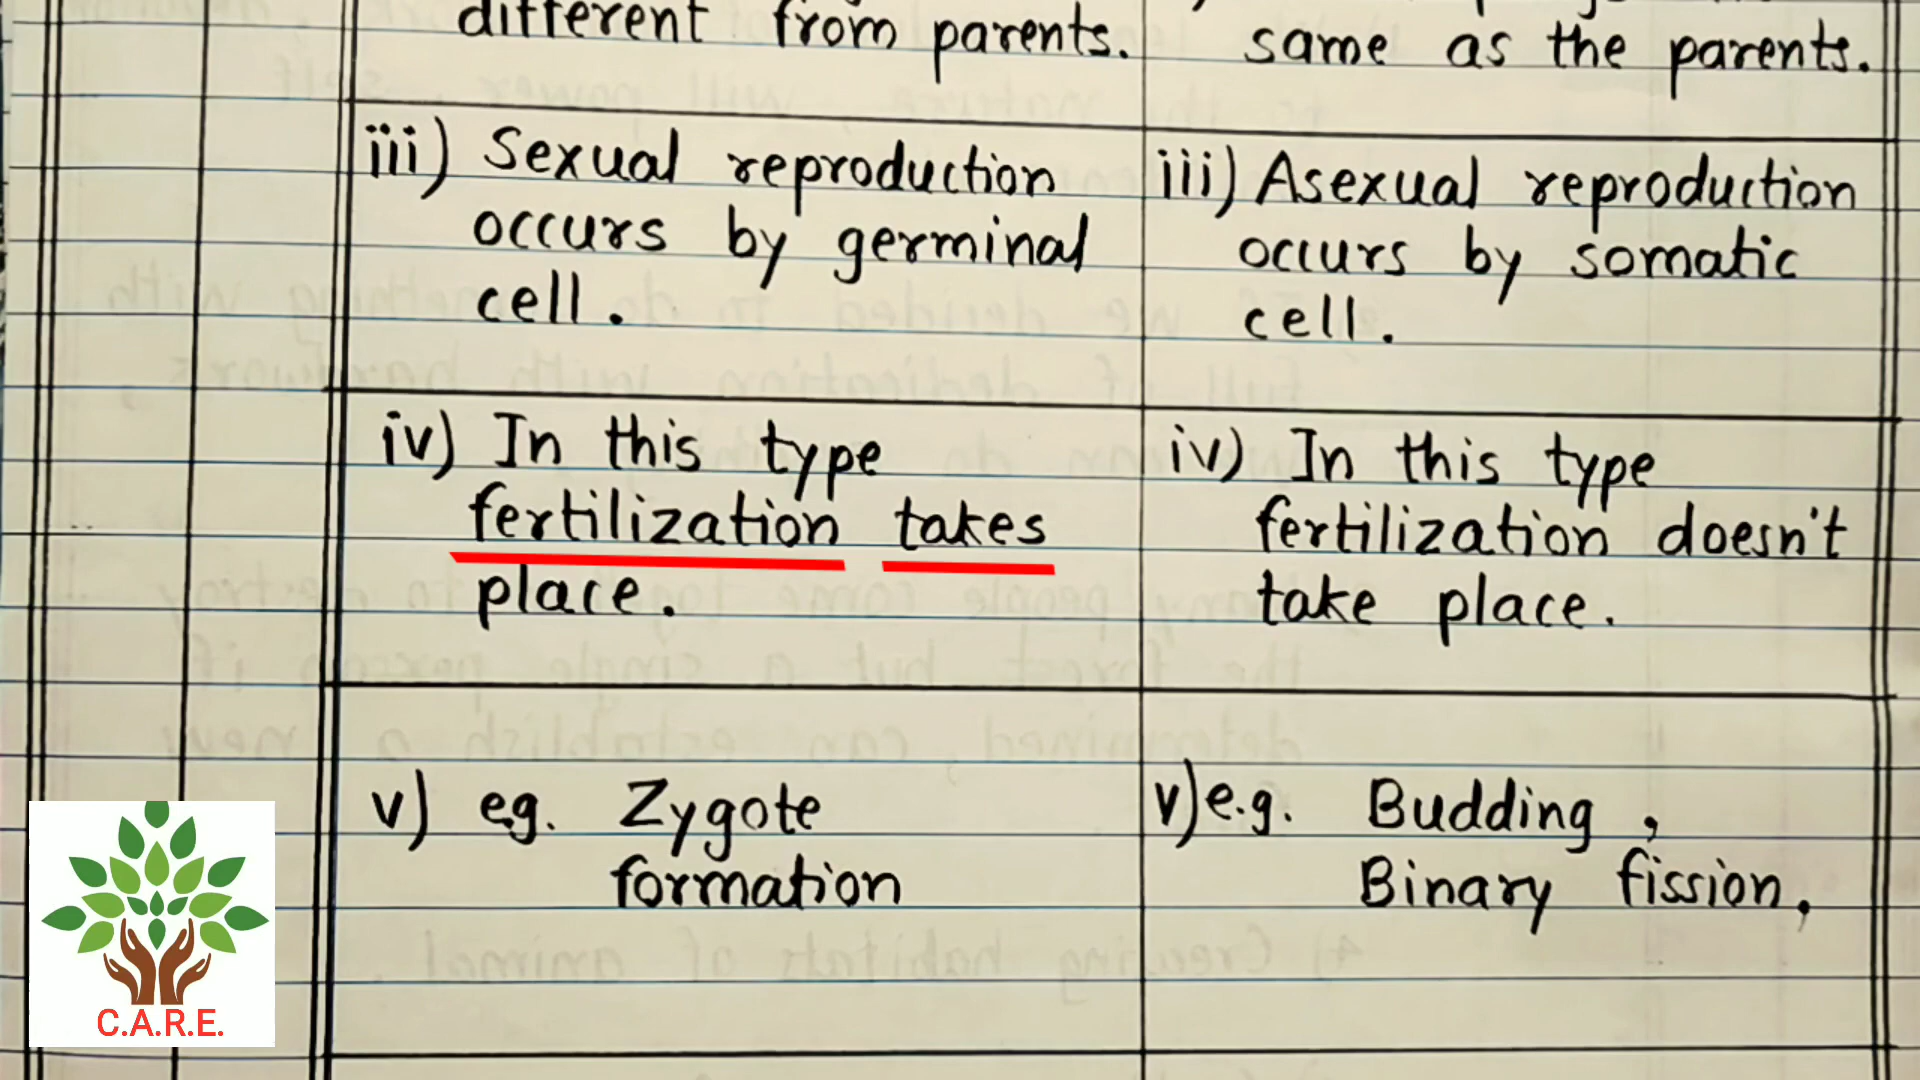 different from parents.
same as the parents.
iii) Sexual reproduction
occurs by germinal
cell.
iii) Asexual reproduction
occurs by somatic
cell.
iv) In this type
fertilization takes
place.
iv) In this type
fertilization doesn't
take place.
v) eg. Zygote
formation
v) e.g. Budding,
Binary fission,
C.A.R.E.